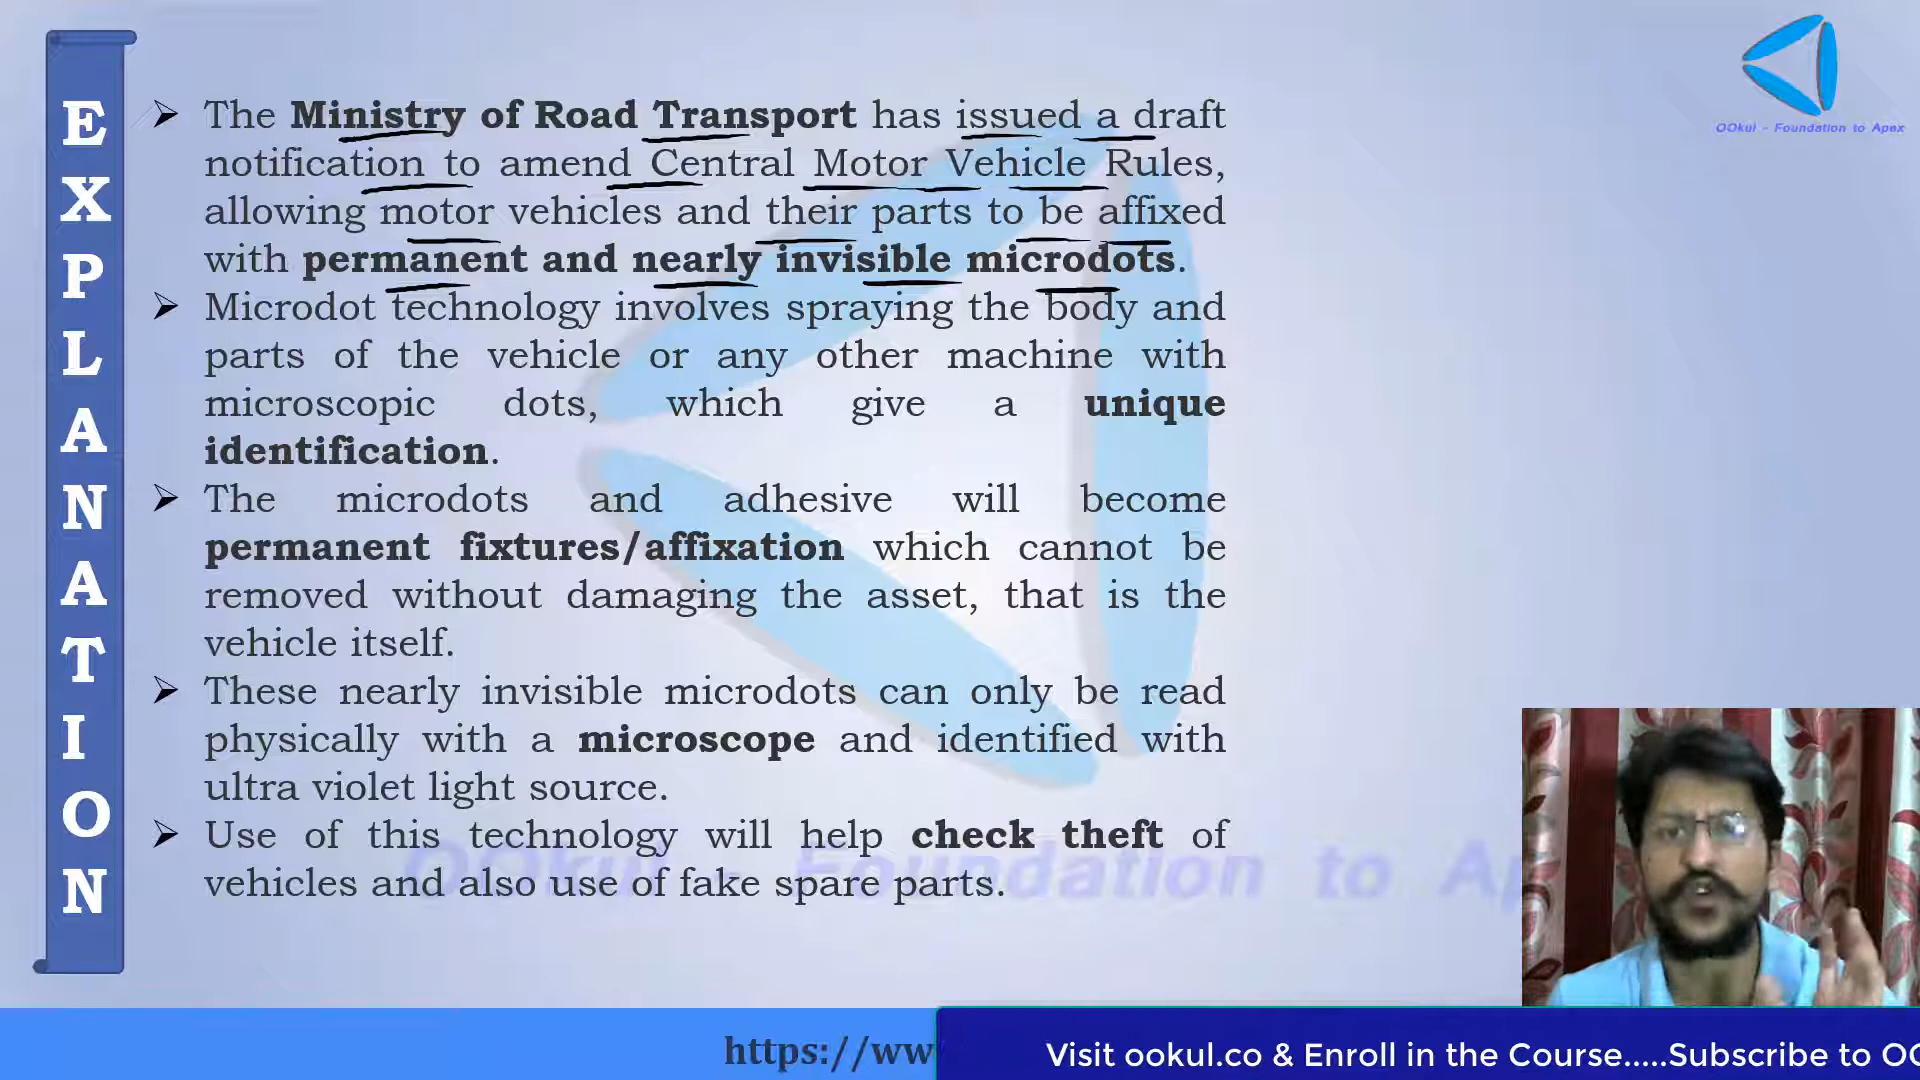 EXPLANATION
The Ministry of Road Transport has issued a draft
notification to amend Central Motor Vehicle Rules,
allowing motor vehicles and their parts to be affixed
with permanent and nearly invisible microdots.
Microdot technology involves spraying the body and
parts of the vehicle or any other machine with
microscopic dots, which give a unique
identification.
The microdots and adhesive will become
permanent fixtures/affixation which cannot be
removed without damaging the asset, that is the
vehicle itself.
These nearly invisible microdots can only be read
physically with a microscope and identified with
ultra violet light source.
Use of this technology will help check theft of
vehicles and also use of fake spare parts.
OOkul - Foundation to Apex
OOkul - Foundation to Ap
https://ww
Visit ookul.co & Enroll in the Course.....Subscribe to OO